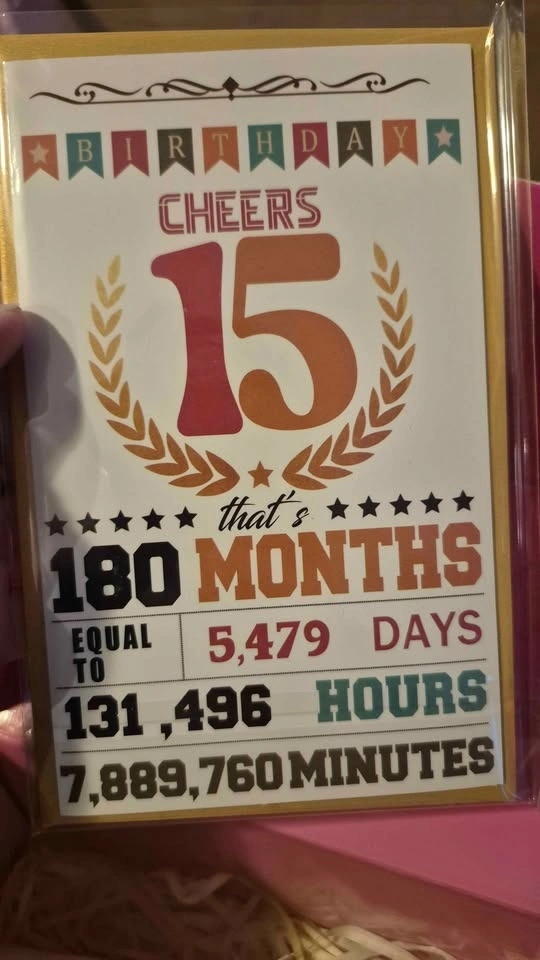 BIRTHDAY
CHEERS
15
that's
180 MONTHS
EQUAL TO 5,479 DAYS
131 ,496 HOURS
7,889,760 MINUTES